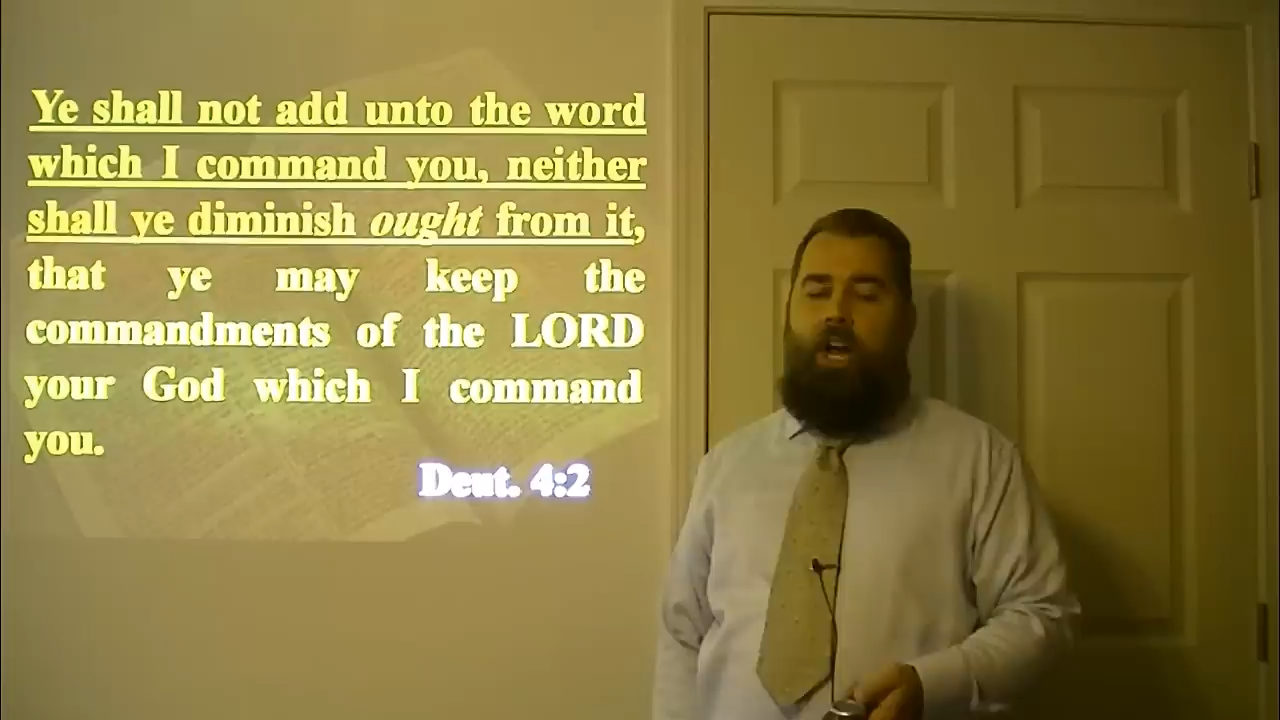 Ye shall not add unto the word
which I command you, neither
shall ye diminish ought from it,
that ye may keep the
commandments of the LORD
your God which I command
you.
Deut. 4:2